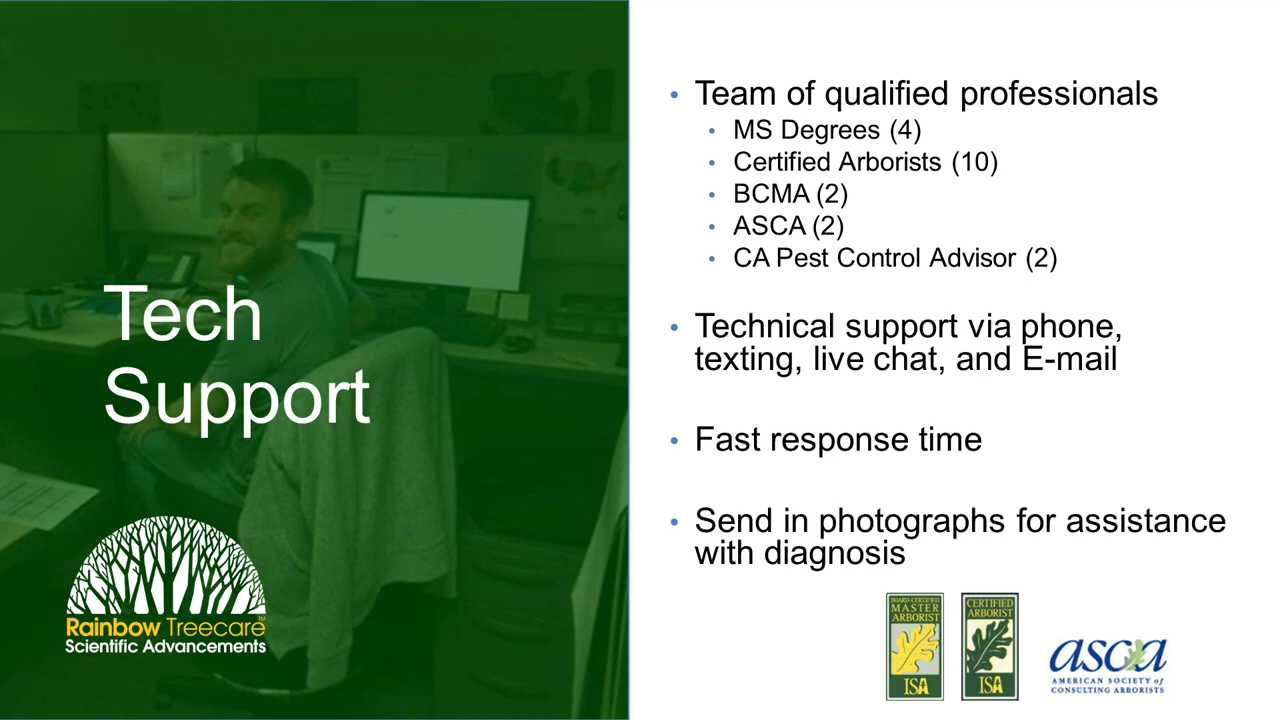 Tech
Support
Rainbow Treecare™
Scientific Advancements
• Team of qualified professionals
• MS Degrees (4)
• Certified Arborists (10)
• BCMA (2)
• ASCA (2)
• CA Pest Control Advisor (2)
• Technical support via phone,
texting, live chat, and E-mail
• Fast response time
• Send in photographs for assistance
with diagnosis
BOARD-CERTIFIED
MASTER
ARBORIST
ISA
CERTIFIED
ARBORIST
ISA
asca
AMERICAN SOCIETY of
CONSULTING ARBORISTS